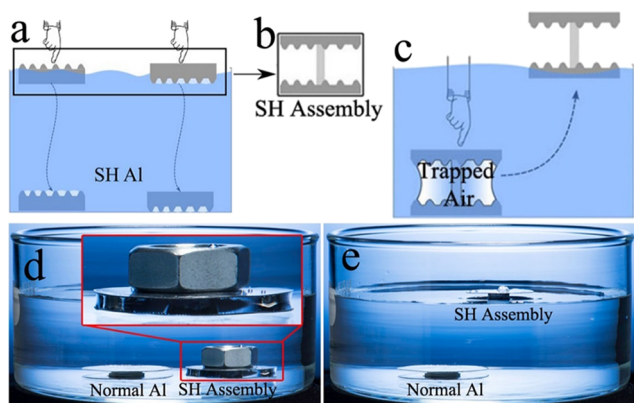 a
b
c
SH Assembly
SH Al
Trapped
Air
d
e
Normal Al
SH Assembly
SH Assembly
Normal Al